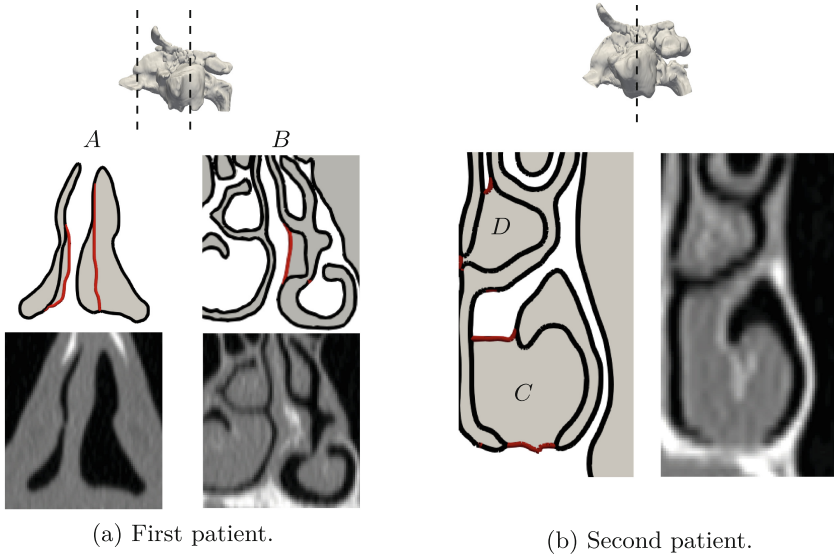 A
B
D
C
(a) First patient.
(b) Second patient.